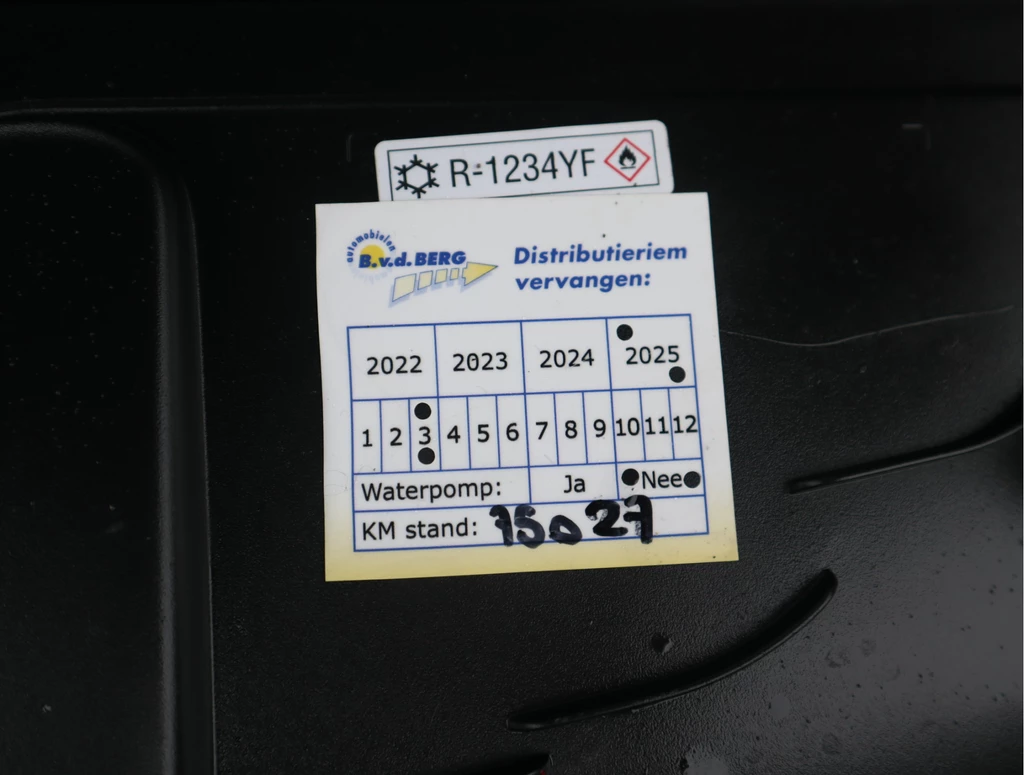 R-1234YF
automobielen
B.v.d. BERG
Distributieriem
vervangen:
2022 2023 2024 2025
1 2 3 4 5 6 7 8 9 10 11 12
Waterpomp: Ja Nee
KM stand: 75027